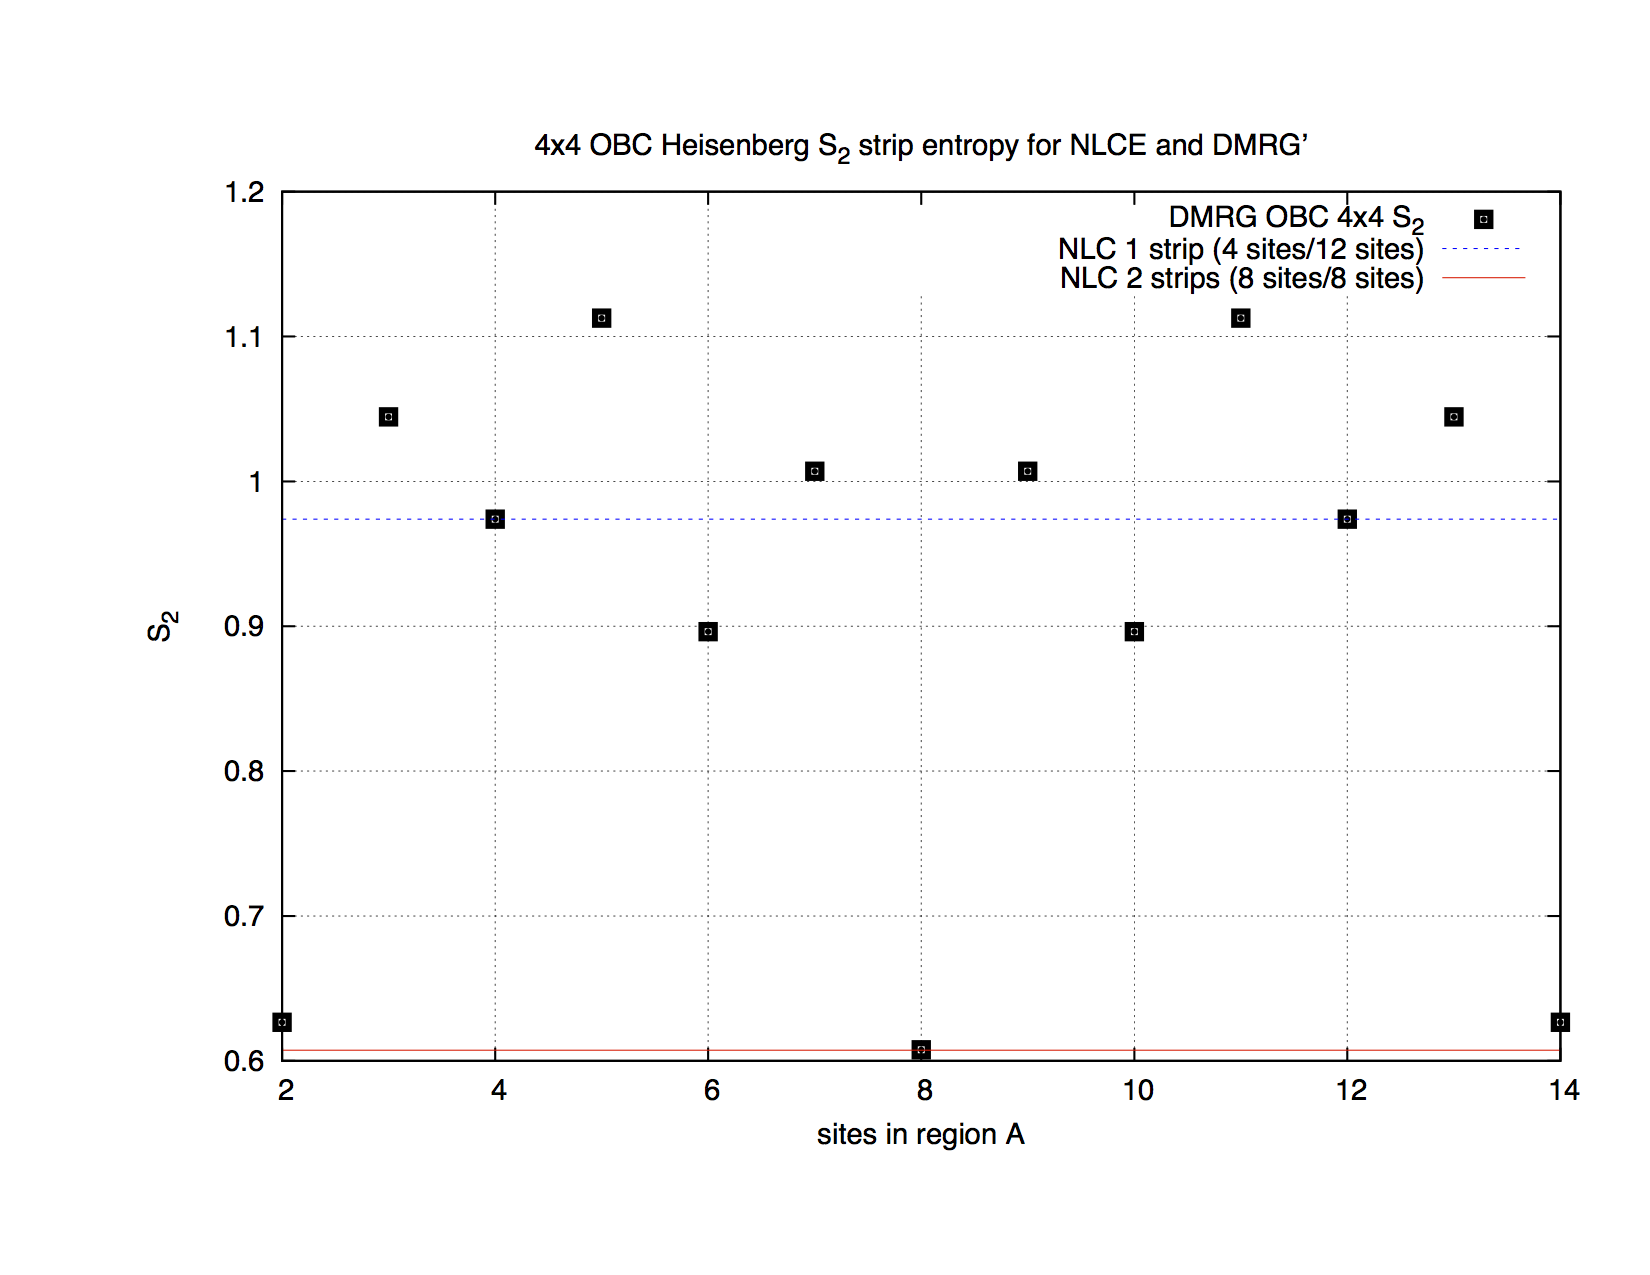 4x4 OBC Heisenberg S2 strip entropy for NLCE and DMRG'
DMRG OBC 4x4 S2
NLC 1 strip (4 sites/12 sites)
NLC 2 strips (8 sites/8 sites)
1.2
1.1
1
0.9
0.8
0.7
0.6
S2
2 4 6 8 10 12 14
sites in region A